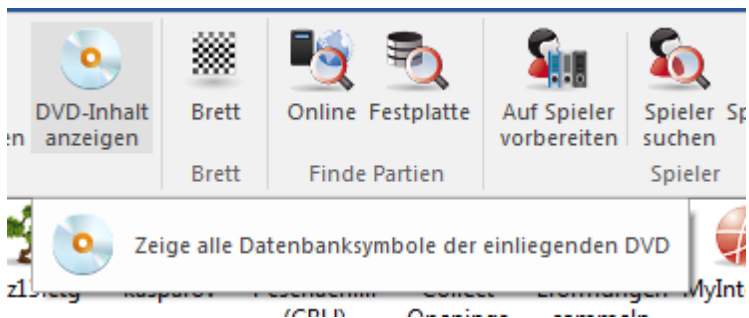 DVD-Inhalt
anzeigen
Brett
Online
Festplatte
Auf Spieler
vorbereiten
Spieler
suchen
Brett
Finde Partien
Spieler
Zeige alle Datenbanksymbole der einliegenden DVD